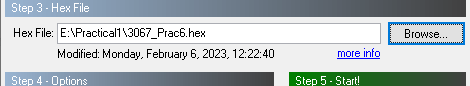 Step 3 - Hex File
Hex File: E:\Practical1\3067_Prac6.hex Browse...
Modified: Monday, February 6, 2023, 12:22:40 more info
Step 4 - Options Step 5 - Start!